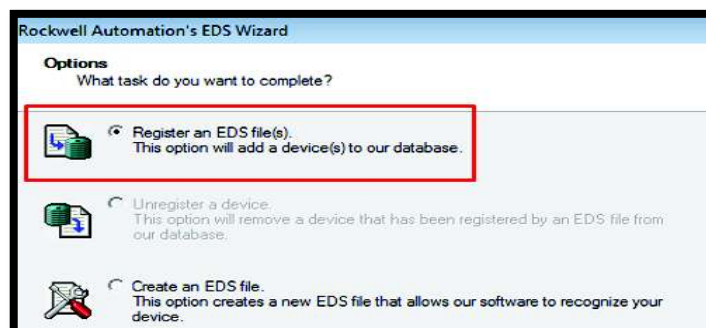 Rockwell Automation's EDS Wizard
Options
What task do you want to complete?
Register an EDS file(s).
This option will add a device(s) to our database.
Unregister a device.
This option will remove a device that has been registered by an EDS file from
our database.
Create an EDS file.
This option creates a new EDS file that allows our software to recognize your
device.